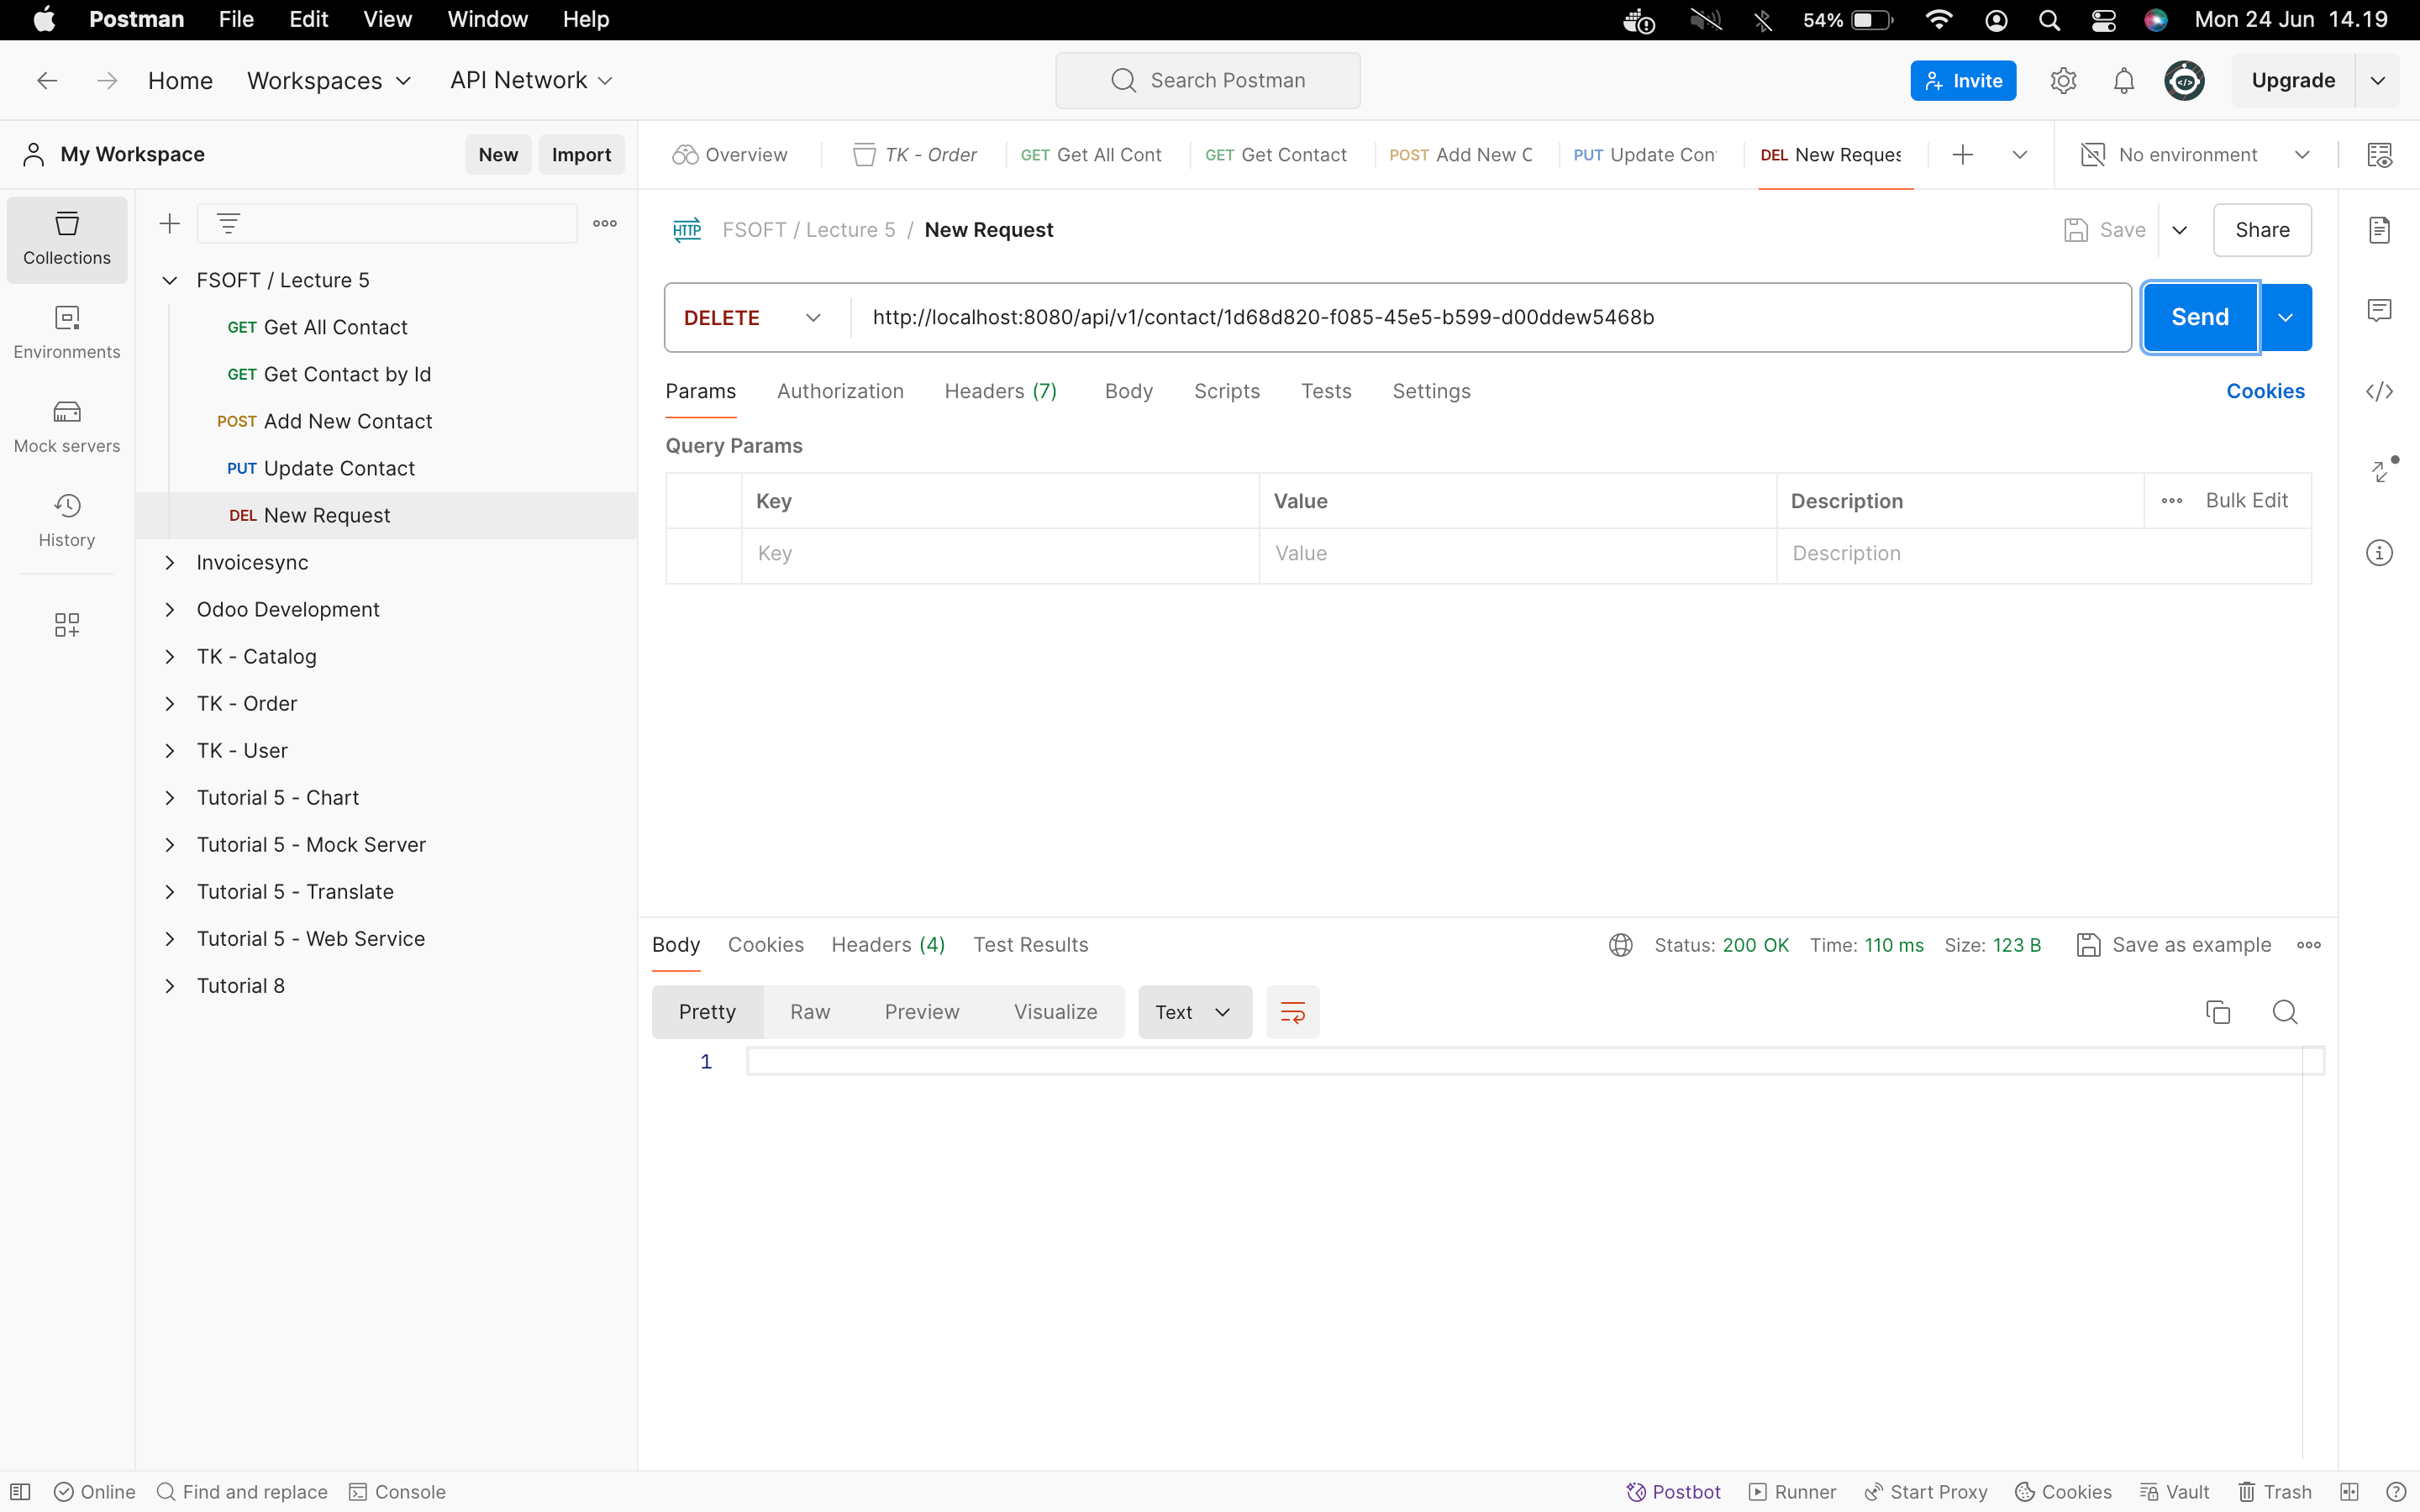 Postman File Edit View Window Help 54% Mon 24 Jun 14.19
Home Workspaces API Network Search Postman Invite Upgrade
My Workspace New Import
Overview TK - Order GET Get All Cont GET Get Contact POST Add New C PUT Update Con DEL New Reques No environment
Collections
Environments
Mock servers
History
FSOFT / Lecture 5
GET Get All Contact
GET Get Contact by Id
POST Add New Contact
PUT Update Contact
DEL New Request
Invoicesync
Odoo Development
TK - Catalog
TK - Order
TK - User
Tutorial 5 - Chart
Tutorial 5 - Mock Server
Tutorial 5 - Translate
Tutorial 5 - Web Service
Tutorial 8
HTTP FSOFT / Lecture 5 / New Request Save Share
DELETE http://localhost:8080/api/v1/contact/1d68d820-f085-45e5-b599-d00ddew5468b Send
Params Authorization Headers (7) Body Scripts Tests Settings Cookies
Query Params
Key Value Description Bulk Edit
Key Value Description
Body Cookies Headers (4) Test Results Status: 200 OK Time: 110 ms Size: 123 B Save as example
Pretty Raw Preview Visualize Text
1
Online Find and replace Console Postbot Runner Start Proxy Cookies Vault Trash